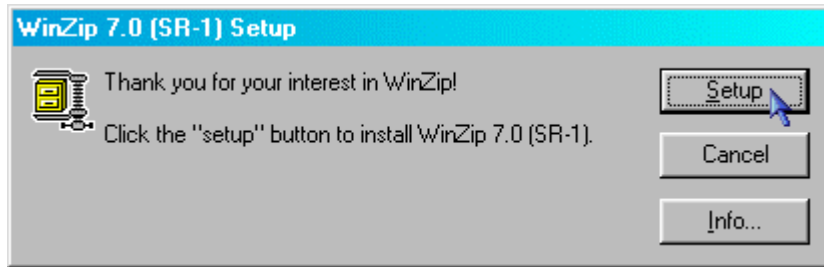 WinZip 7.0 (SR-1) Setup
Thank you for your interest in WinZip!
Click the "setup" button to install WinZip 7.0 (SR-1).
Setup
Cancel
Info...